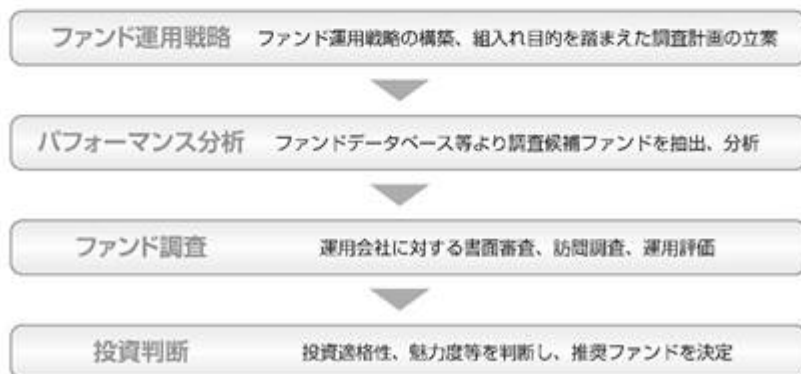 ファンド運用戦略 ファンド運用戦略の構築、組入れ目的を踏まえた調査計画の立案
パフォーマンス分析 ファンドデータベース等より調査候補ファンドを抽出、分析
ファンド調査 運用会社に対する書面審査、訪問調査、運用評価
投資判断 投資適格性、魅力度等を判断し、推奨ファンドを決定